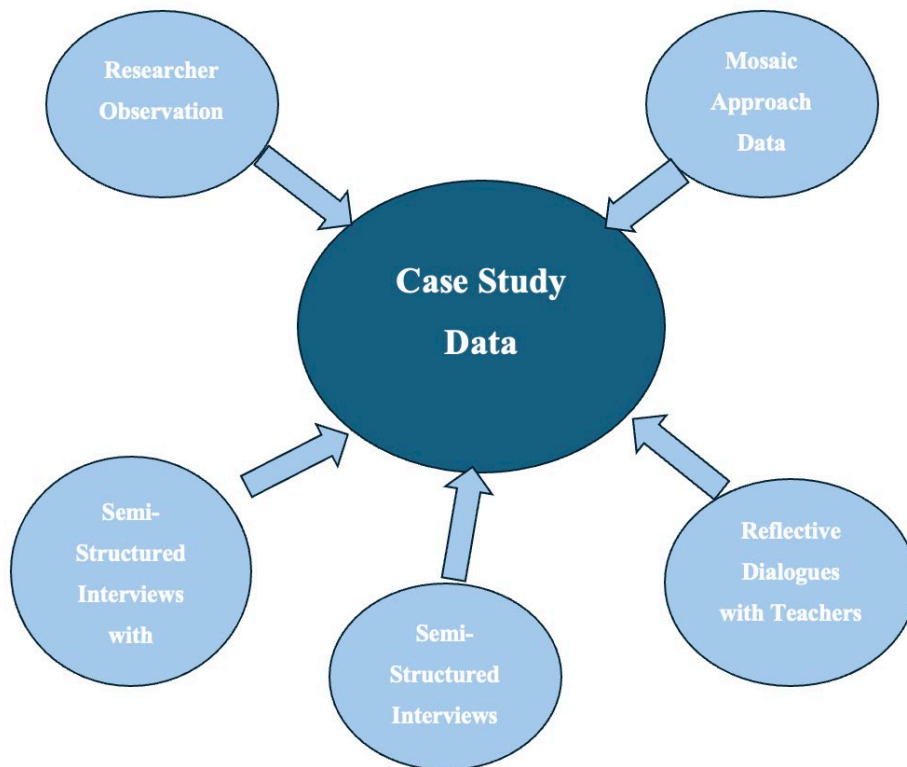 Researcher
Observation
Mosaic
Approach
Data
Case Study
Data
Semi-
Structured
Interviews
with
Semi-
Structured
Interviews
Reflective
Dialogues
with Teachers